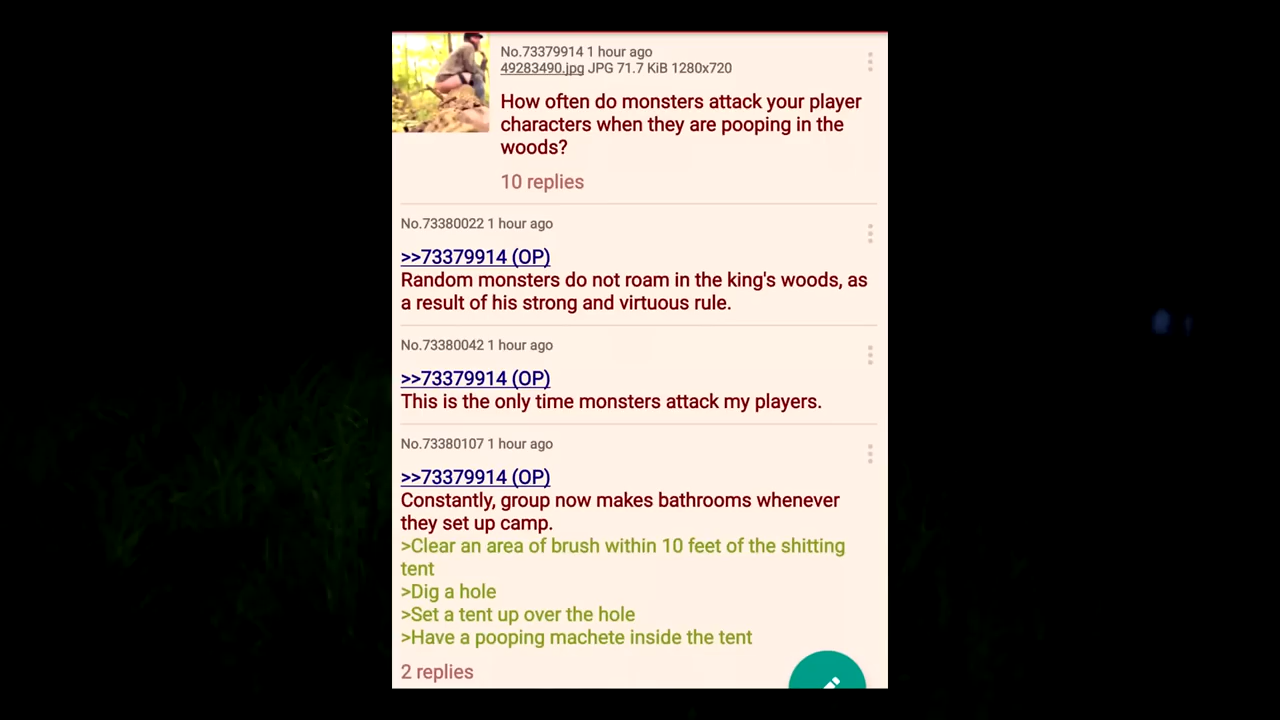 No.73379914 1 hour ago
49283490.jpg JPG 71.7 KiB 1280x720
How often do monsters attack your player
characters when they are pooping in the
woods?
10 replies
No.73380022 1 hour ago
>>73379914 (OP)
Random monsters do not roam in the king's woods, as
a result of his strong and virtuous rule.
No.73380042 1 hour ago
>>73379914 (OP)
This is the only time monsters attack my players.
No.73380107 1 hour ago
>>73379914 (OP)
Constantly, group now makes bathrooms whenever
they set up camp.
>Clear an area of brush within 10 feet of the shitting
tent
>Dig a hole
>Set a tent up over the hole
>Have a pooping machete inside the tent
2 replies